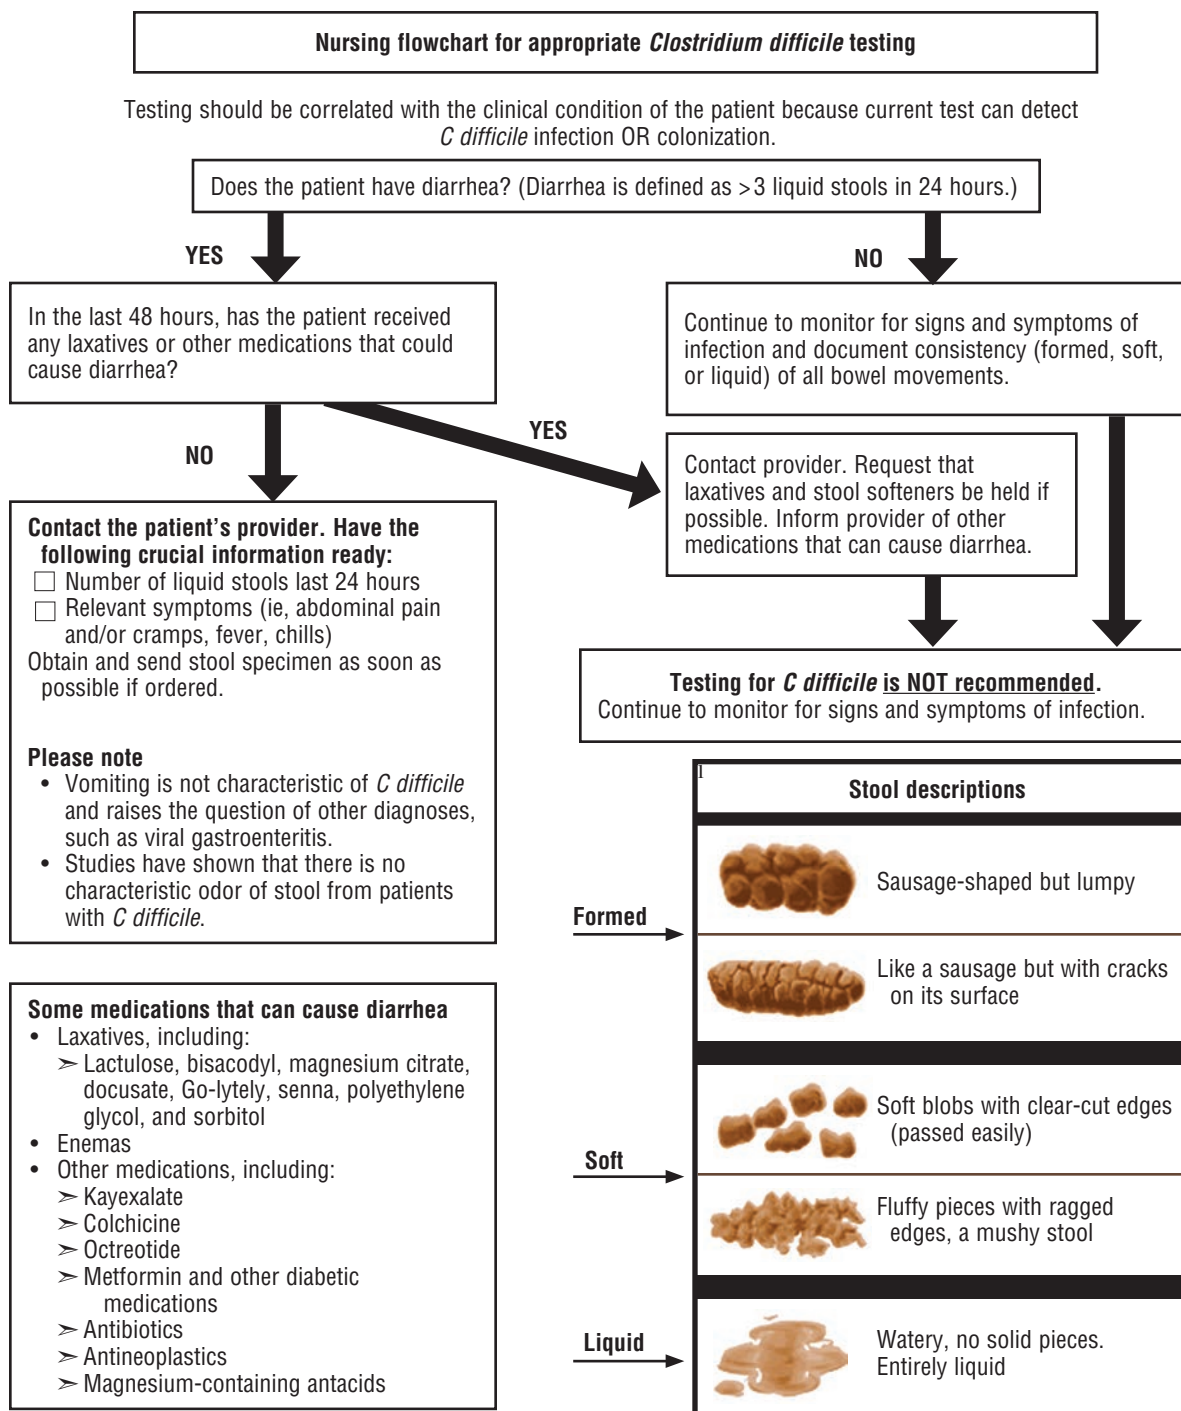 Nursing flowchart for appropriate Clostridium difficile testing
Testing should be correlated with the clinical condition of the patient because current test can detect
C difficile infection OR colonization.
Does the patient have diarrhea? (Diarrhea is defined as >3 liquid stools in 24 hours.)
YES
NO
In the last 48 hours, has the patient received
any laxatives or other medications that could
cause diarrhea?
Continue to monitor for signs and symptoms of
infection and document consistency (formed, soft,
or liquid) of all bowel movements.
NO
YES
Contact provider. Request that
laxatives and stool softeners be held if
possible. Inform provider of other
medications that can cause diarrhea.
Contact the patient's provider. Have the
following crucial information ready:
☐ Number of liquid stools last 24 hours
☐ Relevant symptoms (ie, abdominal pain
and/or cramps, fever, chills)
Obtain and send stool specimen as soon as
possible if ordered.
Please note
• Vomiting is not characteristic of C difficile
and raises the question of other diagnoses,
such as viral gastroenteritis.
• Studies have shown that there is no
characteristic odor of stool from patients
with C difficile.
Testing for C difficile is NOT recommended.
Continue to monitor for signs and symptoms of infection.
Some medications that can cause diarrhea
• Laxatives, including:
➣ Lactulose, bisacodyl, magnesium citrate,
docusate, Go-lytely, senna, polyethylene
glycol, and sorbitol
• Enemas
• Other medications, including:
➣ Kayexalate
➣ Colchicine
➣ Octreotide
➣ Metformin and other diabetic
medications
➣ Antibiotics
➣ Antineoplastics
➣ Magnesium-containing antacids
l
Stool descriptions
Formed
Sausage-shaped but lumpy
Like a sausage but with cracks
on its surface
Soft
Soft blobs with clear-cut edges
(passed easily)
Fluffy pieces with ragged
edges, a mushy stool
Liquid
Watery, no solid pieces.
Entirely liquid